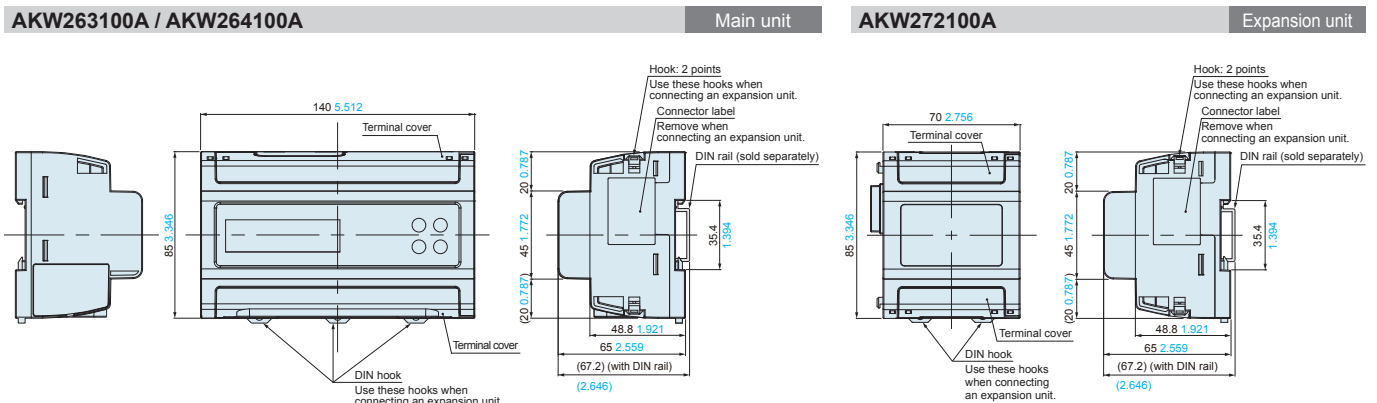 AKW263100A / AKW264100A
Main unit
140 5.512
Terminal cover
85 3.346
Terminal cover
DIN hook
Use these hooks when
connecting an expansion unit.
Hook: 2 points
Use these hooks when
connecting an expansion unit.
Connector label
Remove when
connecting an expansion unit.
DIN rail (sold separately)
20 0.787
45 1.772
(20 0.787)
35.4
1.394
48.8 1.921
65 2.559
(67.2) (with DIN rail)
(2.646)
AKW272100A
Expansion unit
70 2.756
Terminal cover
85 3.346
Terminal cover
DIN hook
Use these hooks
when connecting
an expansion unit.
Hook: 2 points
Use these hooks when
connecting an expansion unit.
Connector label
Remove when
connecting an expansion unit.
DIN rail (sold separately)
20 0.787
45 1.772
(20 0.787)
35.4
1.394
48.8 1.921
65 2.559
(67.2) (with DIN rail)
(2.646)